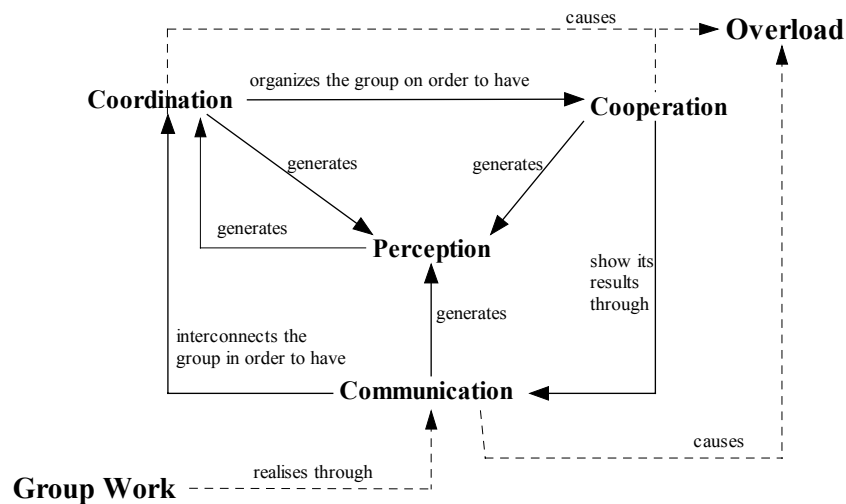 causes
Overload
organizes the group on order to have
Coordination
Cooperation
generates
generates
generates
Perception
show its
results
through
generates
interconnects the
group in order to have
Communication
causes
realises through
Group Work